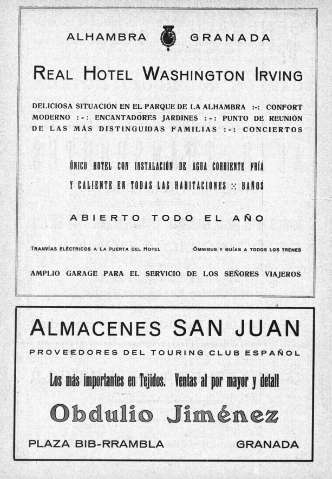 ALHAMBRA GRANADA
REAL HOTEL WASHINGTON IRVING
DELICIOSA SITUACIÓN EN EL PARQUE DE LA ALHAMBRA :-: CONFORT
MODERNO :-: ENCANTADORES JARDINES :-: PUNTO DE REUNIÓN
DE LAS MÁS DISTINGUIDAS FAMILIAS :-: CONCIERTOS
ÚNICO HOTEL CON INSTALACIÓN DE AGUA CORRIENTE FRÍA
Y CALIENTE EN TODAS LAS HABITACIONES :: BAÑOS
ABIERTO TODO EL AÑO
TRANVÍAS ELÉCTRICOS A LA PUERTA DEL HOTEL ÓMNIBUS Y GUÍAS A TODOS LOS TRENES
AMPLIO GARAGE PARA EL SERVICIO DE LOS SEÑORES VIAJEROS
ALMACENES SAN JUAN
PROVEEDORES DEL TOURING CLUB ESPAÑOL
Los más importantes en Tejidos. Ventas al por mayor y detall
Obdulio Jiménez
PLAZA BIB-RRAMBLA GRANADA